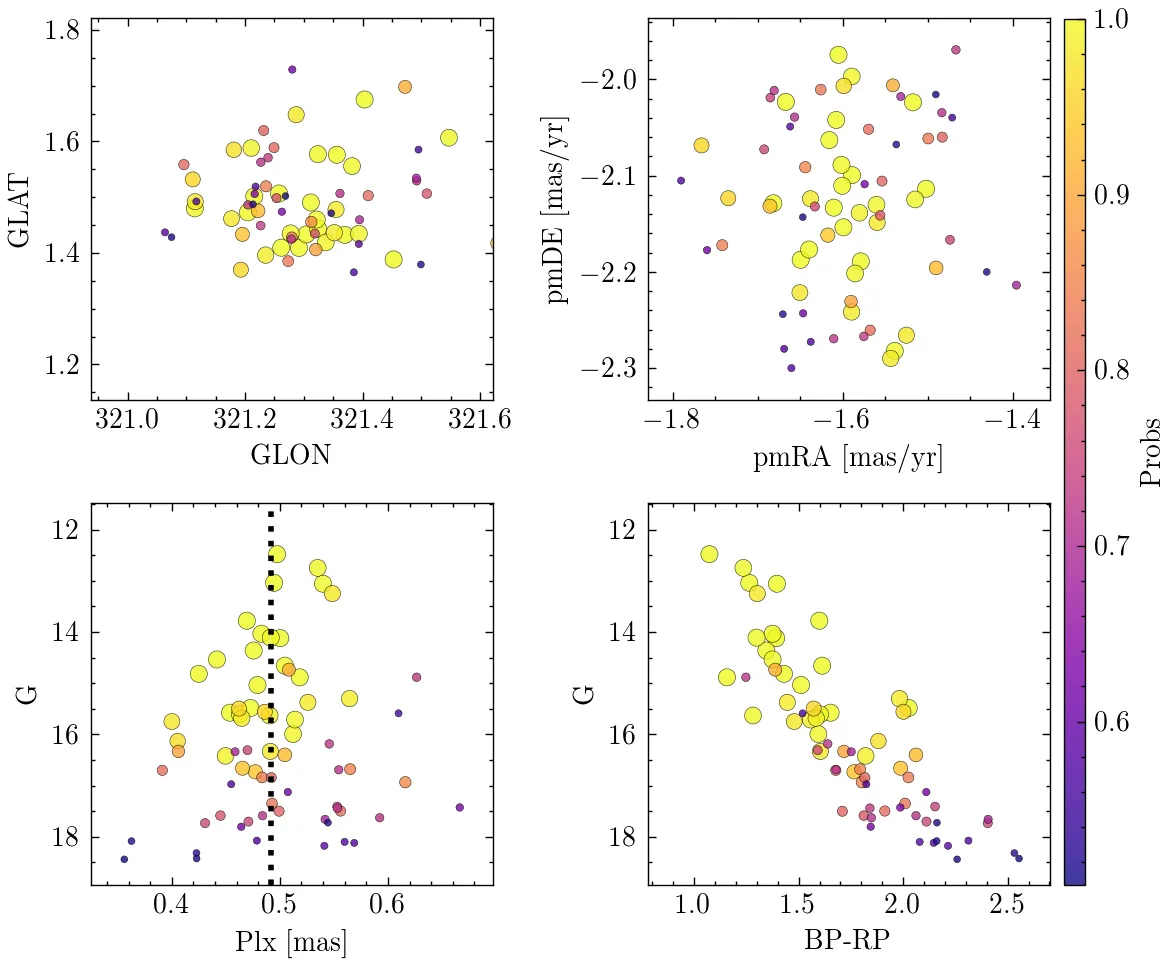 1.8
1.6
1.4
1.2
GLAT
321.0 321.2 321.4 321.6
GLON
−2.0
−2.1
−2.2
−2.3
pmDE [mas/yr]
−1.8 −1.6 −1.4
pmRA [mas/yr]
12
14
16
18
G
0.4 0.5 0.6
Plx [mas]
12
14
16
18
G
1.0 1.5 2.0 2.5
BP-RP
1.0
0.9
0.8
0.7
0.6
Probs